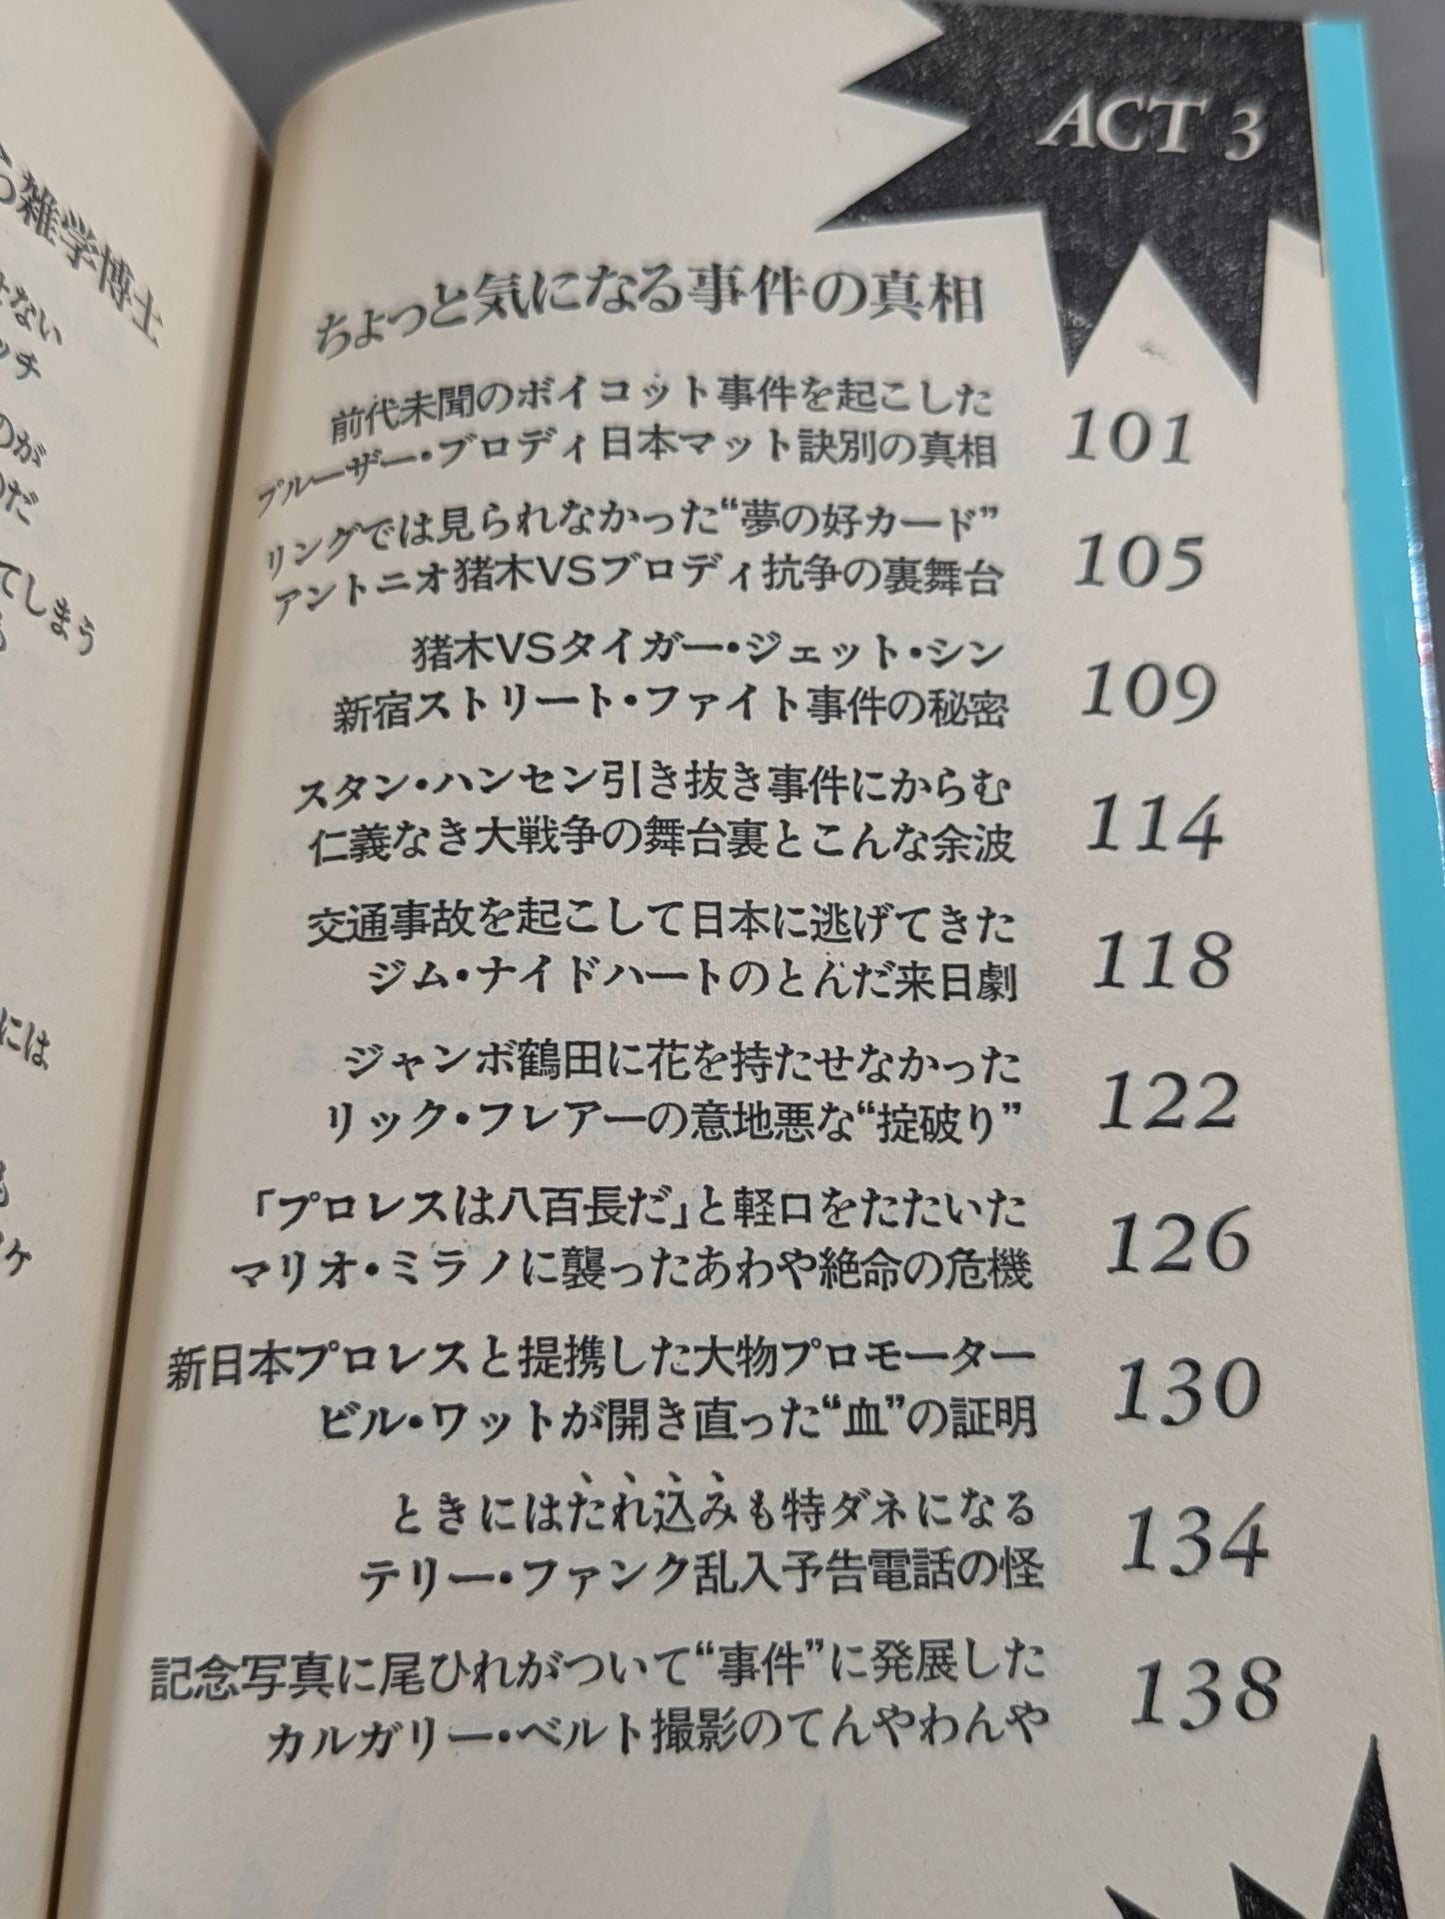 ACT 3
ちょっと気になる事件の真相
前代未聞のボイコット事件を起こした
ブルーザー・ブロディ日本マット訣別の真相
101
リングでは見られなかった“夢の好カード”
アントニオ猪木VSブロディ抗争の裏舞台
105
猪木VSタイガー・ジェット・シン
新宿ストリート・ファイト事件の秘密
109
スタン・ハンセン引き抜き事件にからむ
仁義なき大戦争の舞台裏とこんな余波
114
交通事故を起こして日本に逃げてきた
ジム・ナイドハートのとんだ来日劇
118
ジャンボ鶴田に花を持たせなかった
リック・フレアーの意地悪な“掟破り”
122
「プロレスは八百長だ」と軽口をたたいた
マリオ・ミラノに襲ったあわや絶命の危機
126
新日本プロレスと提携した大物プロモーター
ビル・ワットが開き直った“血”の証明
130
ときにはたれ込みも特ダネになる
テリー・ファンク乱入予告電話の怪
134
記念写真に尾ひれがついて“事件”に発展した
カルガリー・ベルト撮影のてんやわんや
138
雑学博士
せない
ッチ
のが
のだ
てしまう
には